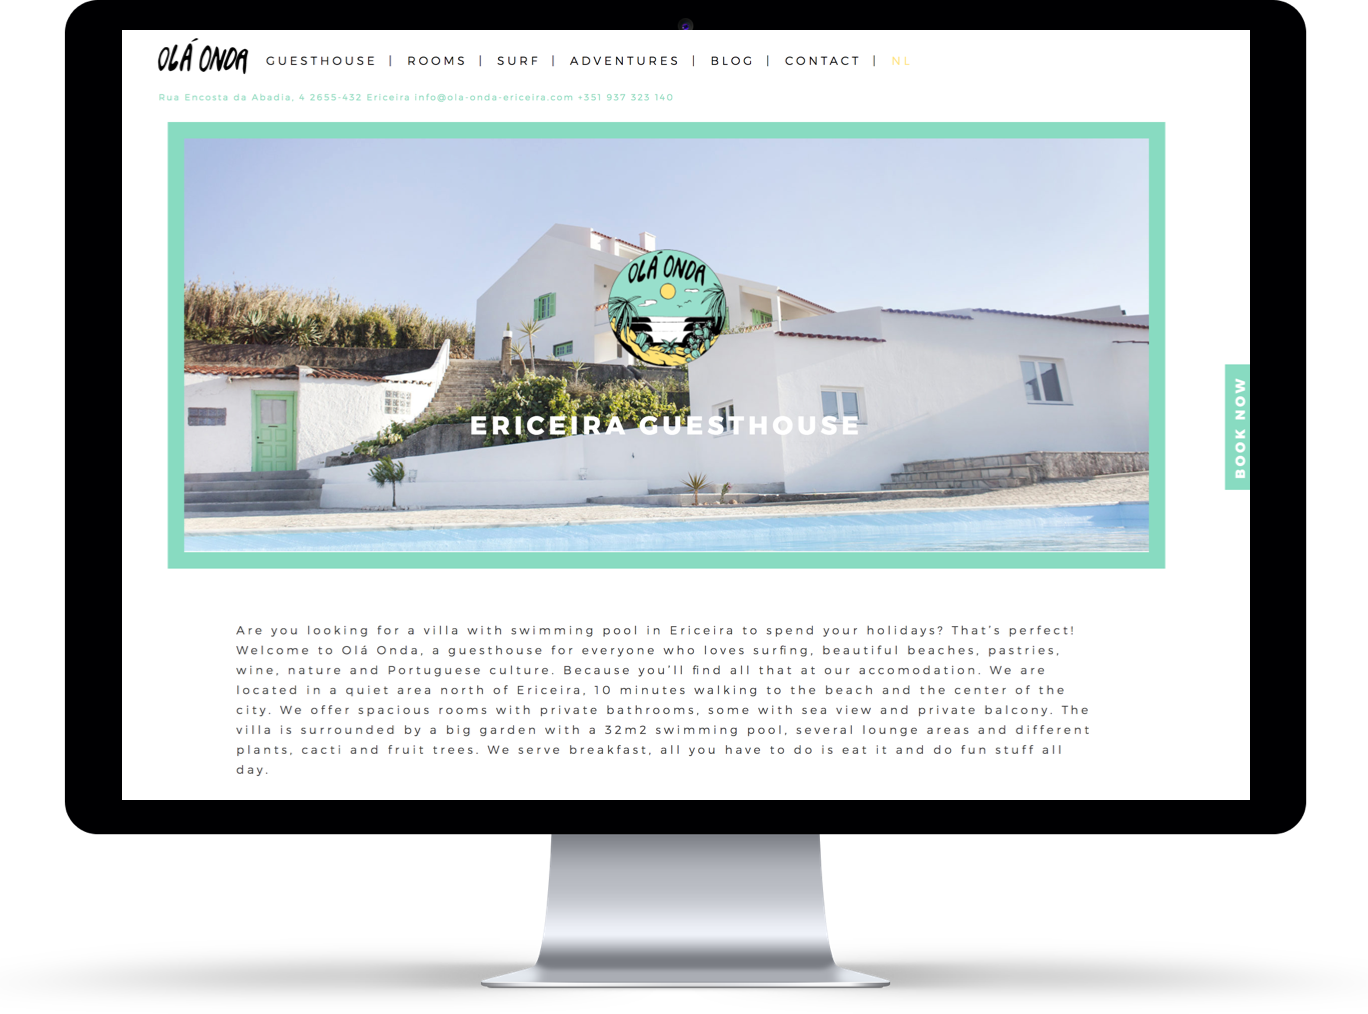 OLÁ ONDA
GUESTHOUSE | ROOMS | SURF | ADVENTURES | BLOG | CONTACT | NL
Rua Encosta da Abadia, 4 2655-432 Ericeira info@ola-onda-ericeira.com +351 937 323 140
OLÁ ONDA
ERICEIRA GUESTHOUSE
BOOK NOW
Are you looking for a villa with swimming pool in Ericeira to spend your holidays? That's perfect!
Welcome to Olá Onda, a guesthouse for everyone who loves surfing, beautiful beaches, pastries,
wine, nature and Portuguese culture. Because you'll find all that at our accomodation. We are
located in a quiet area north of Ericeira, 10 minutes walking to the beach and the center of the
city. We offer spacious rooms with private bathrooms, some with sea view and private balcony. The
villa is surrounded by a big garden with a 32m2 swimming pool, several lounge areas and different
plants, cacti and fruit trees. We serve breakfast, all you have to do is eat it and do fun stuff all
day.